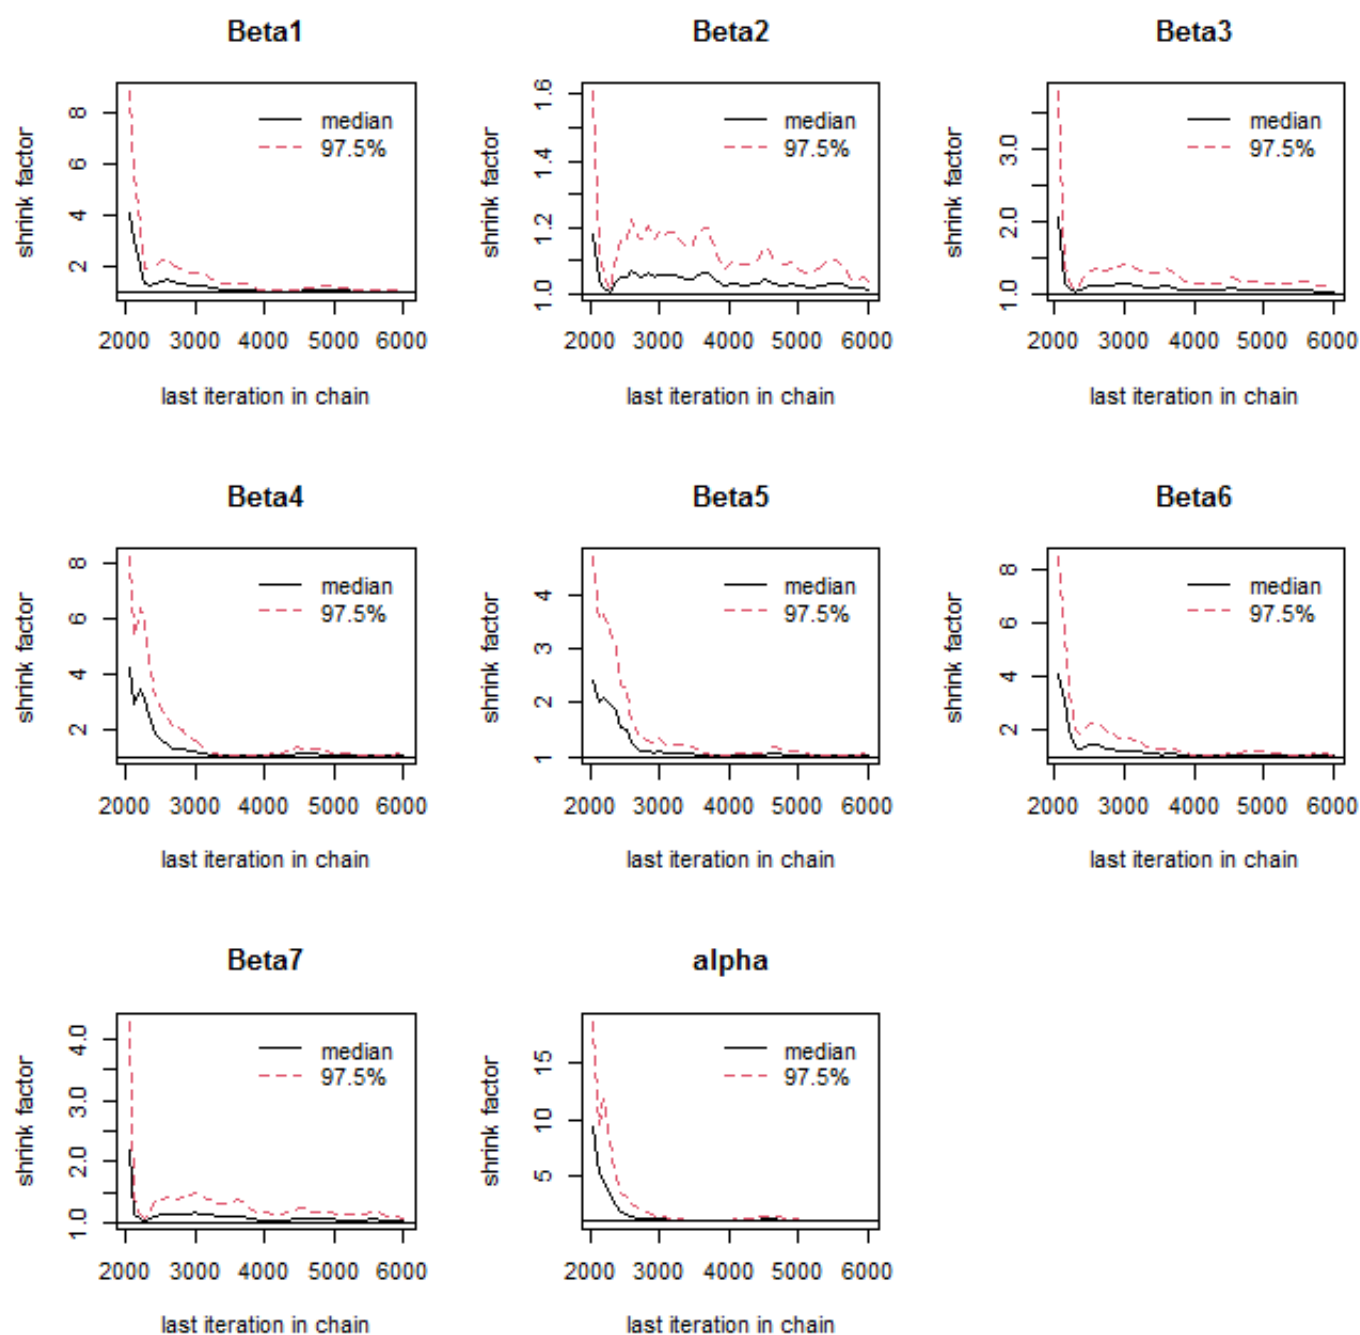 Beta1
shrink factor
8
6
4
2
median
97.5%
2000 3000 4000 5000 6000
last iteration in chain
Beta2
shrink factor
1.6
1.4
1.2
1.0
median
97.5%
2000 3000 4000 5000 6000
last iteration in chain
Beta3
shrink factor
3.0
2.0
1.0
median
97.5%
2000 3000 4000 5000 6000
last iteration in chain
Beta4
shrink factor
8
6
4
2
median
97.5%
2000 3000 4000 5000 6000
last iteration in chain
Beta5
shrink factor
4
3
2
1
median
97.5%
2000 3000 4000 5000 6000
last iteration in chain
Beta6
shrink factor
8
6
4
2
median
97.5%
2000 3000 4000 5000 6000
last iteration in chain
Beta7
shrink factor
4.0
3.0
2.0
1.0
median
97.5%
2000 3000 4000 5000 6000
last iteration in chain
alpha
shrink factor
15
10
5
median
97.5%
2000 3000 4000 5000 6000
last iteration in chain